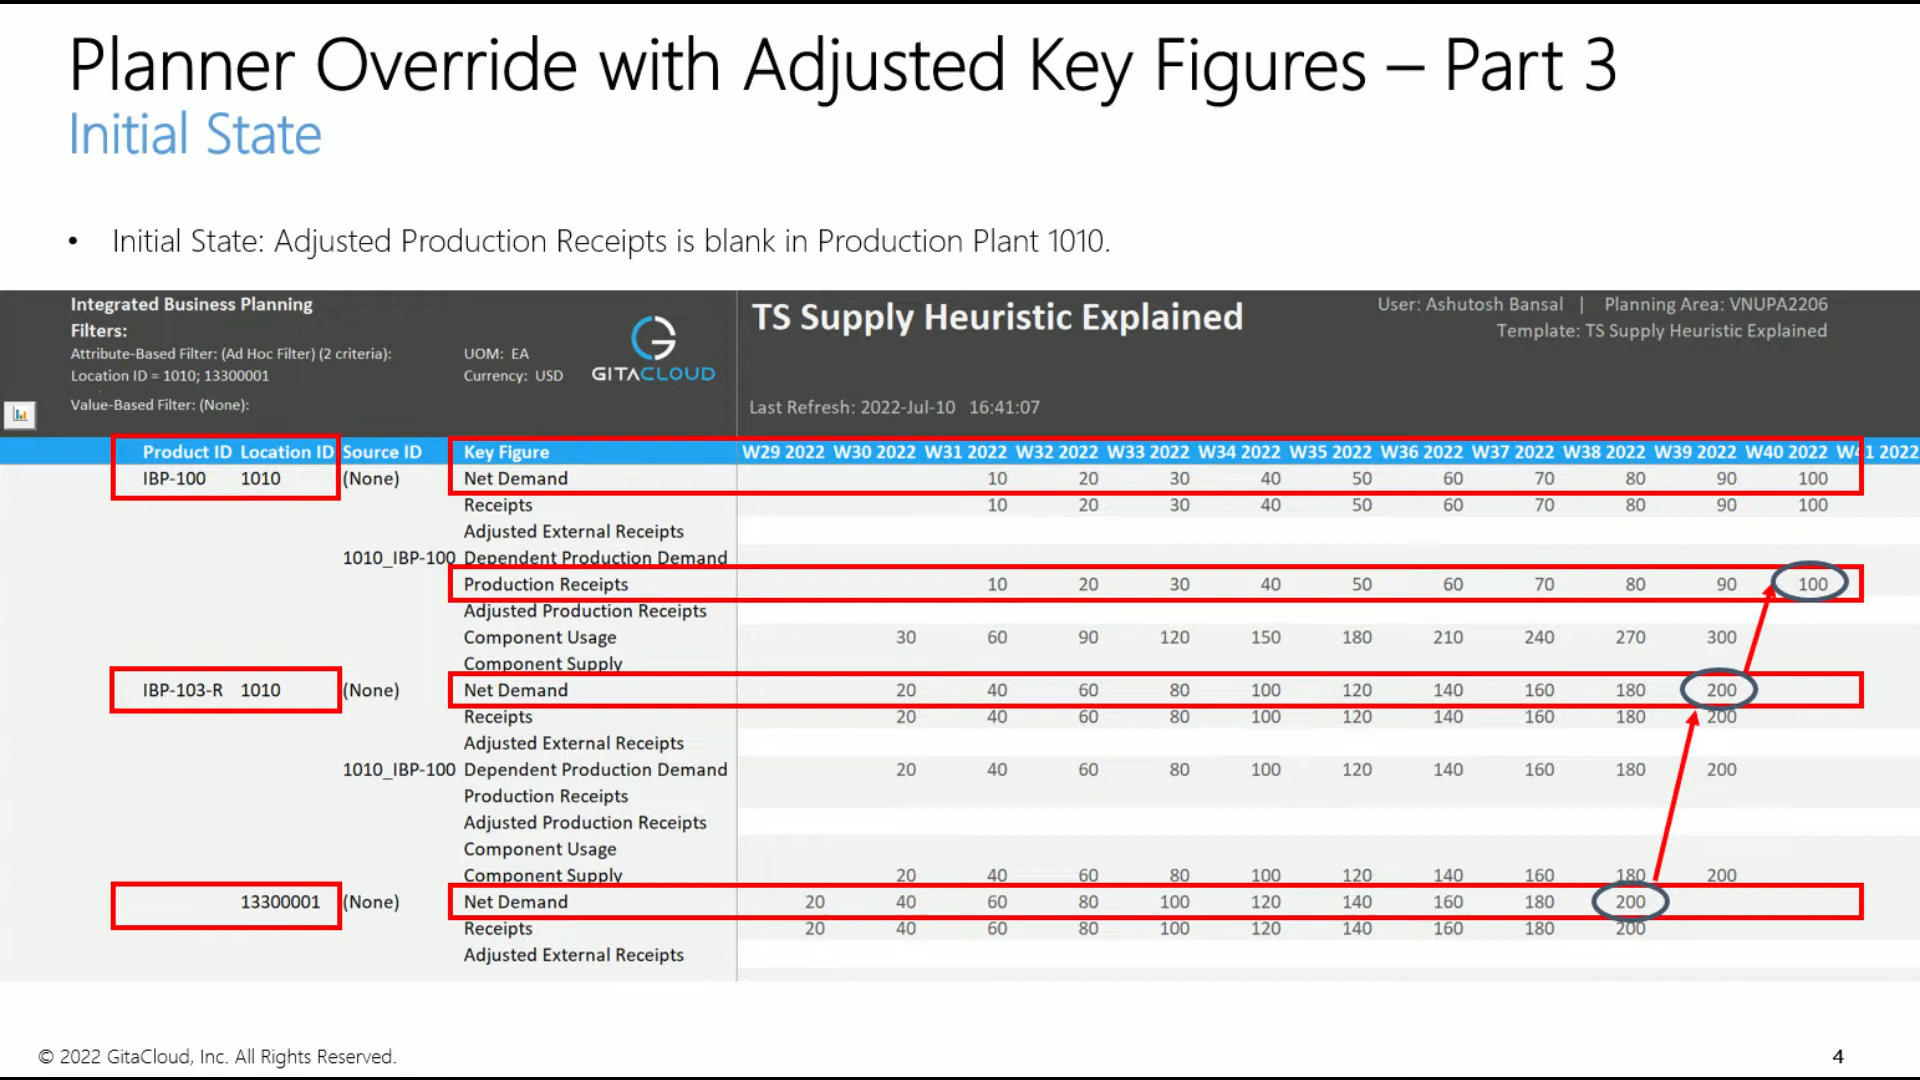 Planner Override with Adjusted Key Figures – Part 3
Initial State
• Initial State: Adjusted Production Receipts is blank in Production Plant 1010.
Integrated Business Planning
Filters:
Attribute-Based Filter: (Ad Hoc Filter) (2 criteria):
Location ID = 1010; 13300001
Value-Based Filter: (None):
UOM: EA
Currency: USD
GITACLOUD
TS Supply Heuristic Explained
User: Ashutosh Bansal | Planning Area: VNUPA2206
Template: TS Supply Heuristic Explained
Last Refresh: 2022-Jul-10 16:41:07
Product ID Location ID Source ID Key Figure W29 2022 W30 2022 W31 2022 W32 2022 W33 2022 W34 2022 W35 2022 W36 2022 W37 2022 W38 2022 W39 2022 W40 2022 W41 2022
IBP-100 1010 (None) Net Demand 10 20 30 40 50 60 70 80 90 100
Receipts 10 20 30 40 50 60 70 80 90 100
Adjusted External Receipts
1010_IBP-100 Dependent Production Demand
Production Receipts 10 20 30 40 50 60 70 80 90 100
Adjusted Production Receipts
Component Usage 30 60 90 120 150 180 210 240 270 300
Component Supply
IBP-103-R 1010 (None) Net Demand 20 40 60 80 100 120 140 160 180 200
Receipts 20 40 60 80 100 120 140 160 180 200
Adjusted External Receipts
1010_IBP-100 Dependent Production Demand 20 40 60 80 100 120 140 160 180 200
Production Receipts
Adjusted Production Receipts
Component Usage
Component Supply 20 40 60 80 100 120 140 160 180 200
13300001 (None) Net Demand 20 40 60 80 100 120 140 160 180 200
Receipts 20 40 60 80 100 120 140 160 180 200
Adjusted External Receipts
© 2022 GitaCloud, Inc. All Rights Reserved.
4